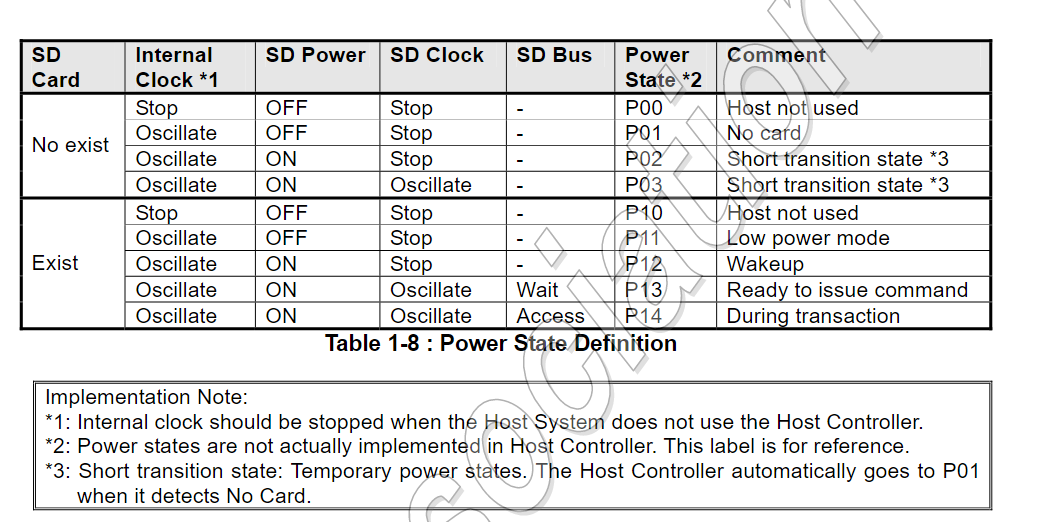 SD Card Internal Clock *1 SD Power SD Clock SD Bus Power State *2 Comment
No exist Stop OFF Stop - P00 Host not used
Oscillate OFF Stop - P01 No card
Oscillate ON Stop - P02 Short transition state *3
Oscillate ON Oscillate - P03 Short transition state *3
Exist Stop OFF Stop - P10 Host not used
Oscillate OFF Stop - P11 Low power mode
Oscillate ON Stop - P12 Wakeup
Oscillate ON Oscillate Wait P13 Ready to issue command
Oscillate ON Oscillate Access P14 During transaction
Table 1-8 : Power State Definition
Implementation Note:
*1: Internal clock should be stopped when the Host System does not use the Host Controller.
*2: Power states are not actually implemented in Host Controller. This label is for reference.
*3: Short transition state: Temporary power states. The Host Controller automatically goes to P01
when it detects No Card.
sociation